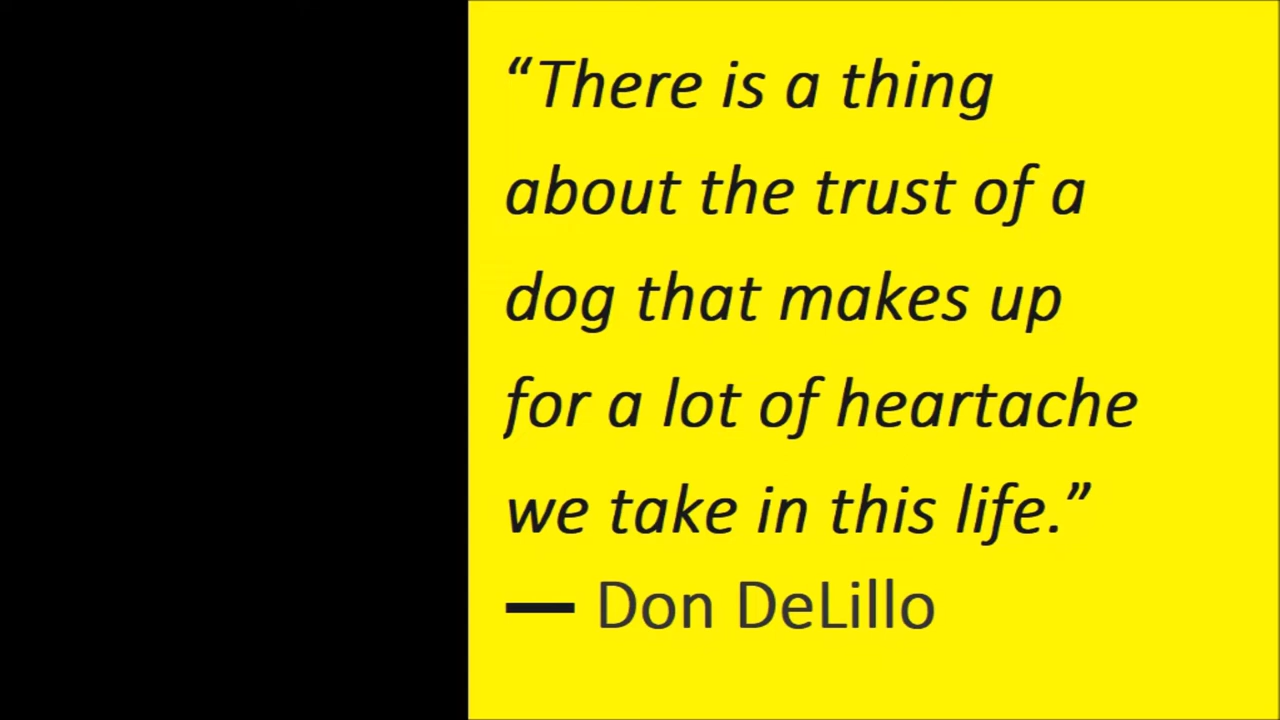 “There is a thing
about the trust of a
dog that makes up
for a lot of heartache
we take in this life.”
— Don DeLillo